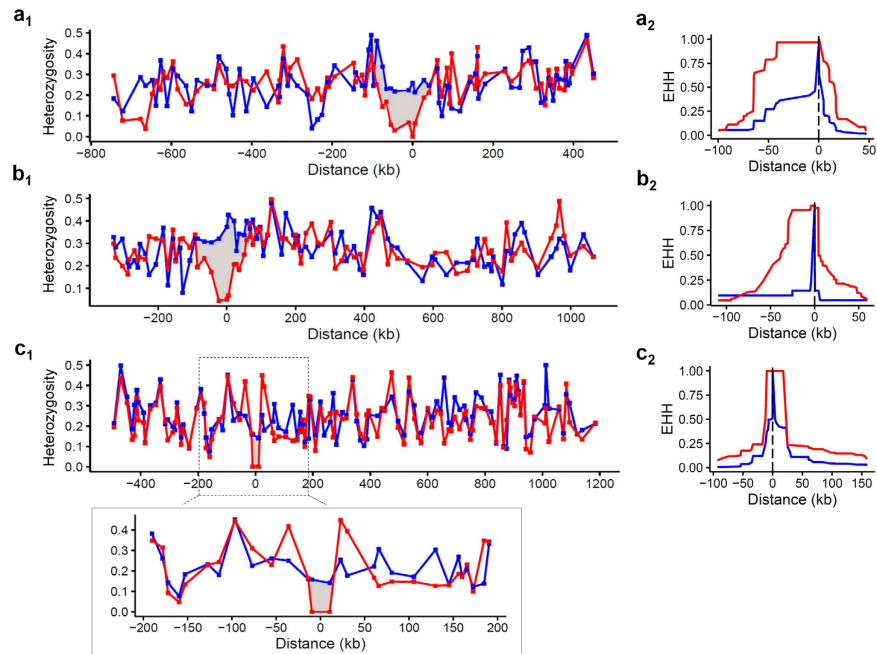 a1
Heterozygosity
0.5
0.4
0.3
0.2
0.1
0.0
−800 −600 −400 −200 0 200 400
Distance (kb)
a2
EHH
1.00
0.75
0.50
0.25
0.00
−100 −50 0 50
Distance (kb)
b1
Heterozygosity
0.5
0.4
0.3
0.2
0.1
−200 0 200 400 600 800 1000
Distance (kb)
b2
EHH
1.00
0.75
0.50
0.25
0.00
−100 −50 0 50
Distance (kb)
c1
Heterozygosity
0.5
0.4
0.3
0.2
0.1
0.0
−400 −200 0 200 400 600 800 1000 1200
Distance (kb)
c2
EHH
1.00
0.75
0.50
0.25
0.00
−100 −50 0 50 100 150
Distance (kb)
0.4
0.3
0.2
0.1
0.0
−200 −150 −100 −50 0 50 100 150 200
Distance (kb)